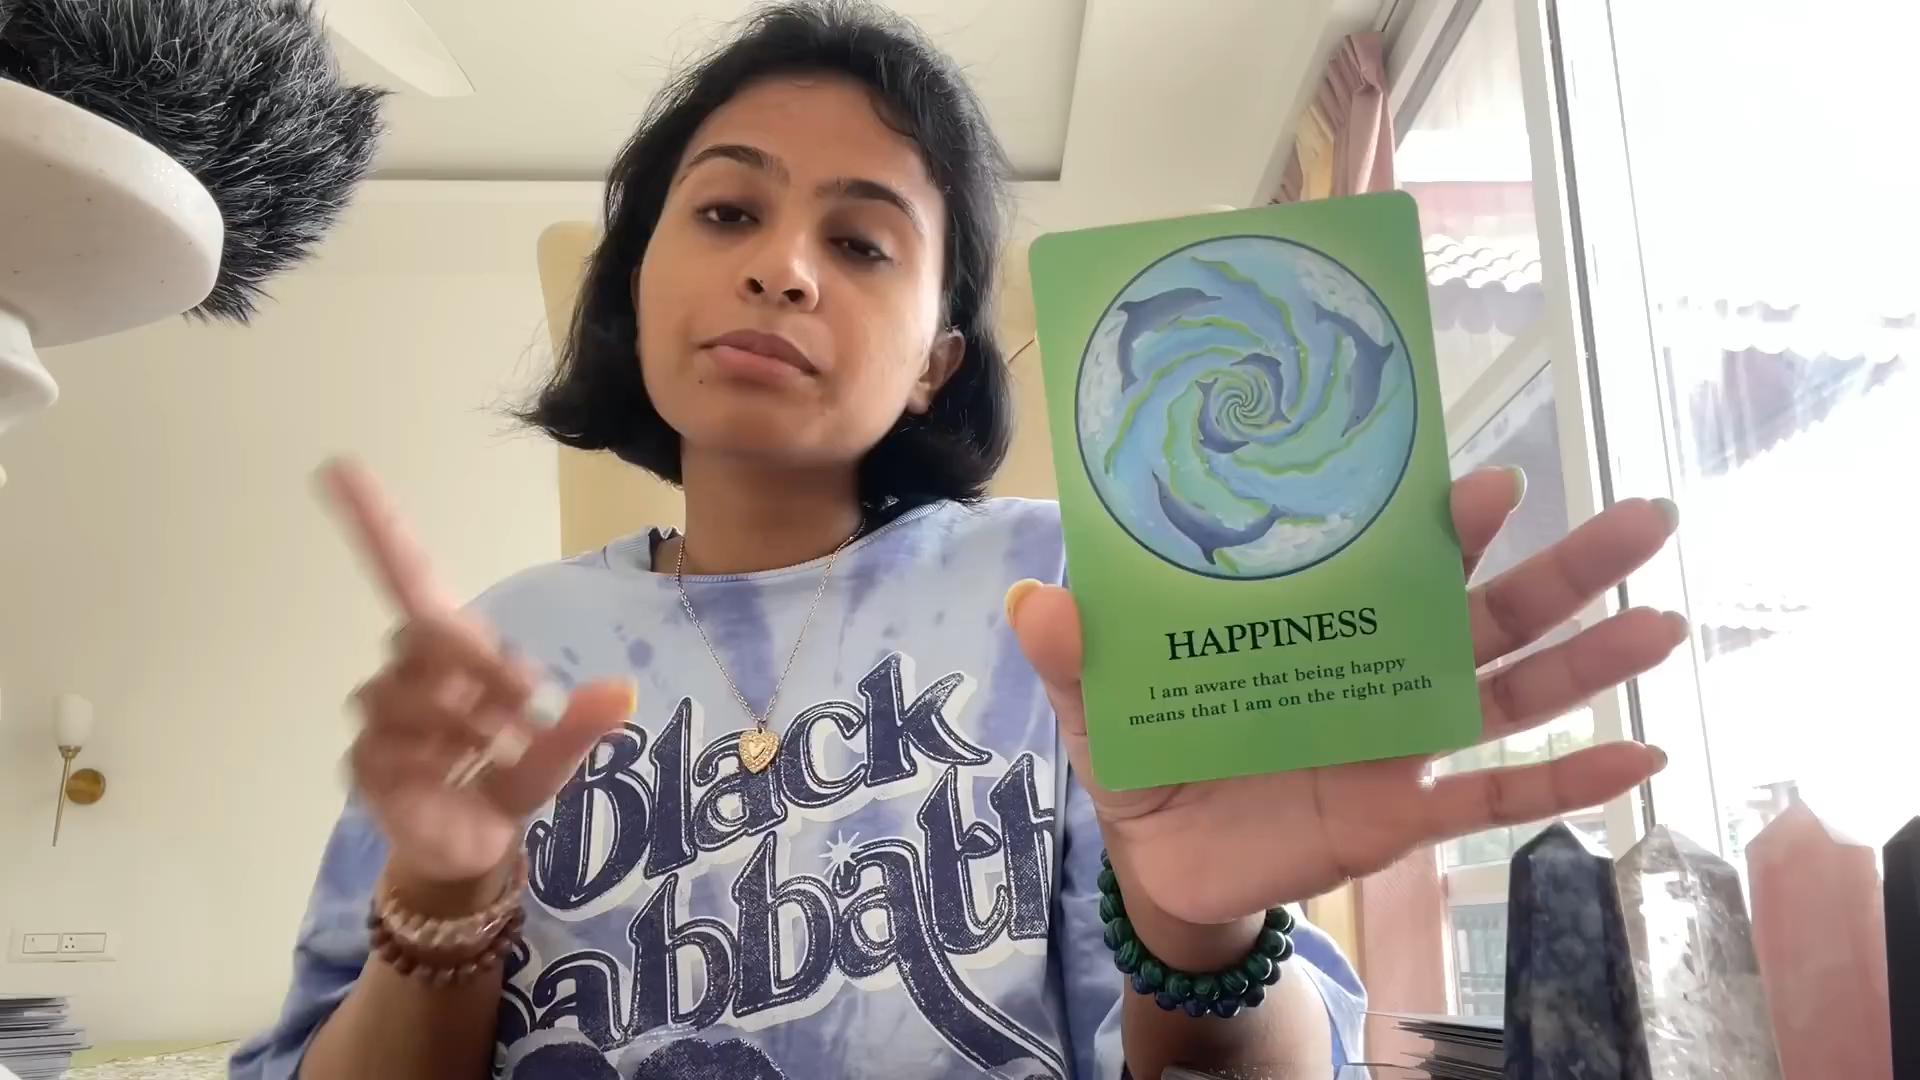 HAPPINESS
I am aware that being happy
means that I am on the right path
Black
Sabbath